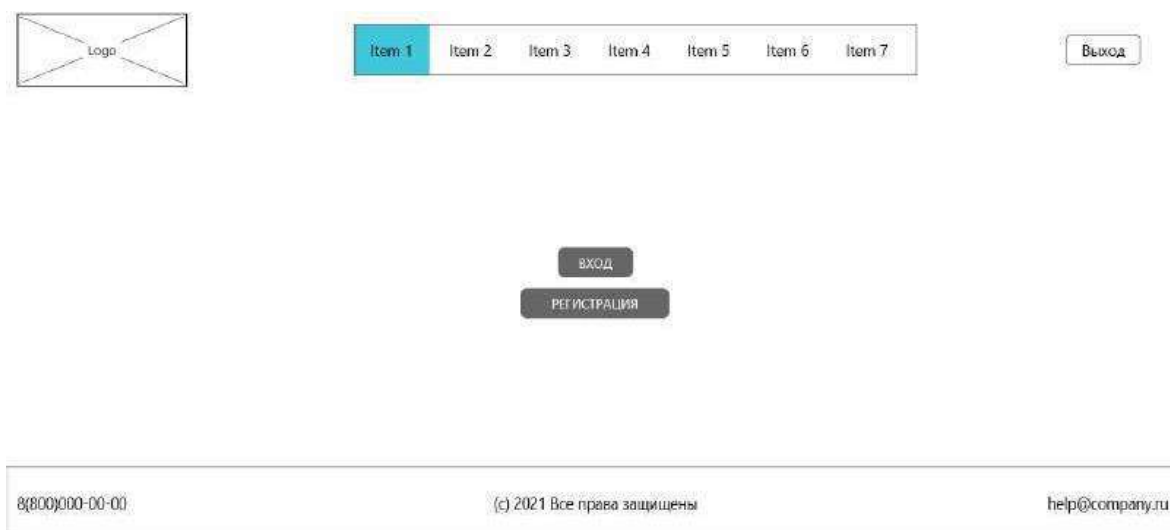 Logo
Item 1 Item 2 Item 3 Item 4 Item 5 Item 6 Item 7
Выход
ВХОД
РЕГИСТРАЦИЯ
8(800)000-00-00
(c) 2021 Все права защищены
help@company.ru